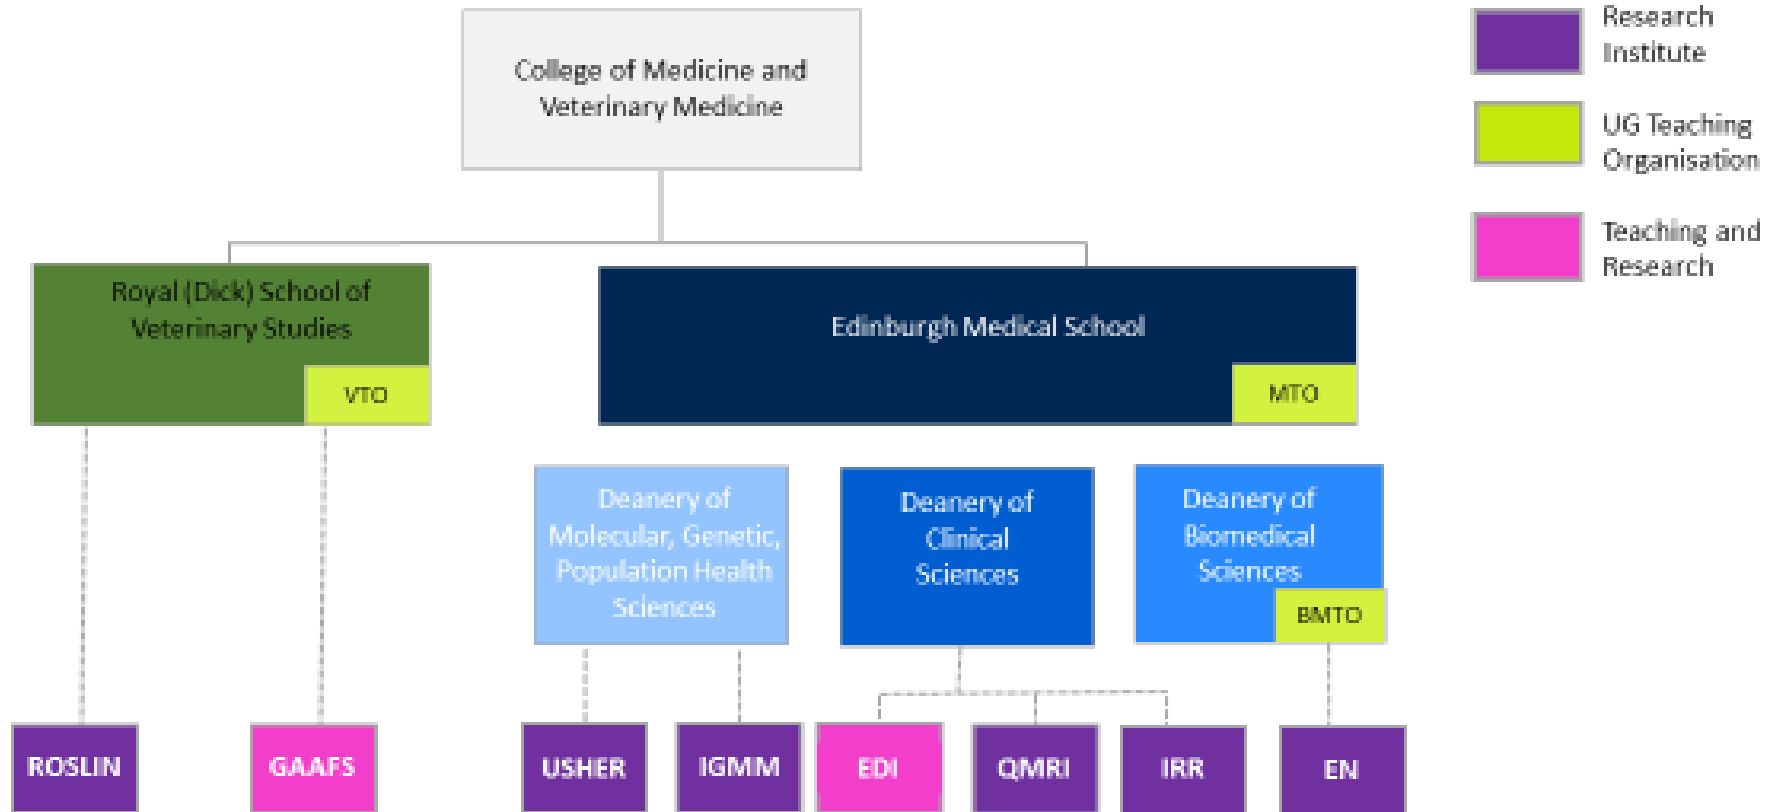 College of Medicine and
Veterinary Medicine
Research
Institute
UG Teaching
Organisation
Teaching and
Research
Royal (Dick) School of
Veterinary Studies
VTO
Edinburgh Medical School
MTO
Deanery of
Molecular, Genetic,
Population Health
Sciences
Deanery of
Clinical
Sciences
Deanery of
Biomedical
Sciences
BMTO
ROSLIN
GAAFS
USHER
IGMM
EDI
QMRI
IRR
EN